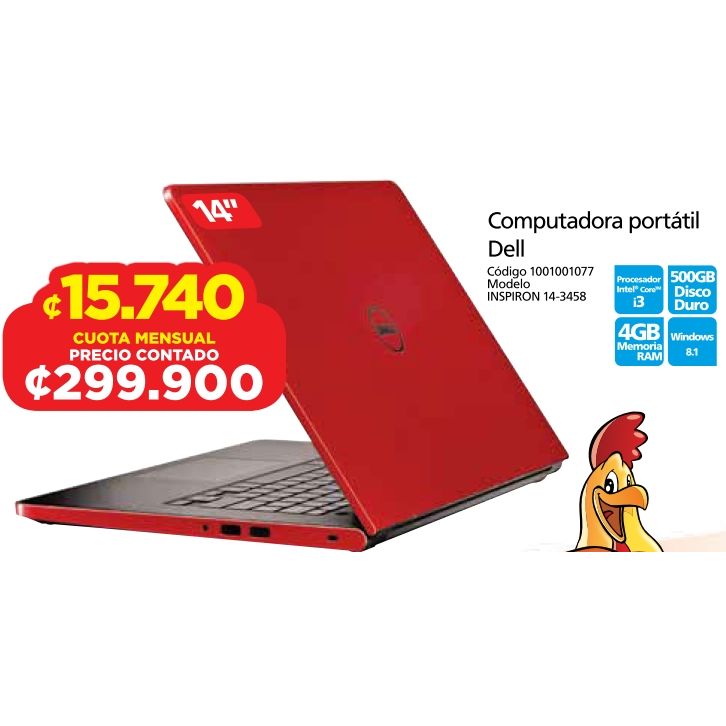 14"
¢15.740
CUOTA MENSUAL
PRECIO CONTADO
¢299.900
Computadora portátil
Dell
Código 1001001077
Modelo
INSPIRON 14-3458
Procesador
Intel® Core™
i3
500GB
Disco
Duro
4GB
Memoria
RAM
Windows
8.1